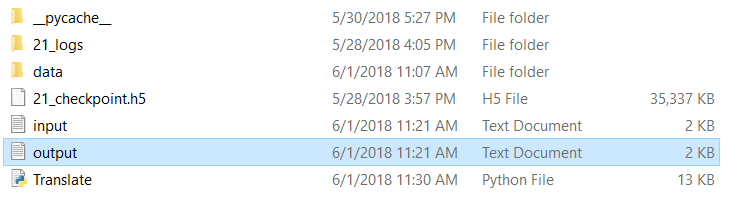 __pycache__ 5/30/2018 5:27 PM File folder
21_logs 5/28/2018 4:05 PM File folder
data 6/1/2018 11:07 AM File folder
21_checkpoint.h5 5/28/2018 3:57 PM H5 File 35,337 KB
input 6/1/2018 11:21 AM Text Document 2 KB
output 6/1/2018 11:21 AM Text Document 2 KB
Translate 6/1/2018 11:30 AM Python File 13 KB